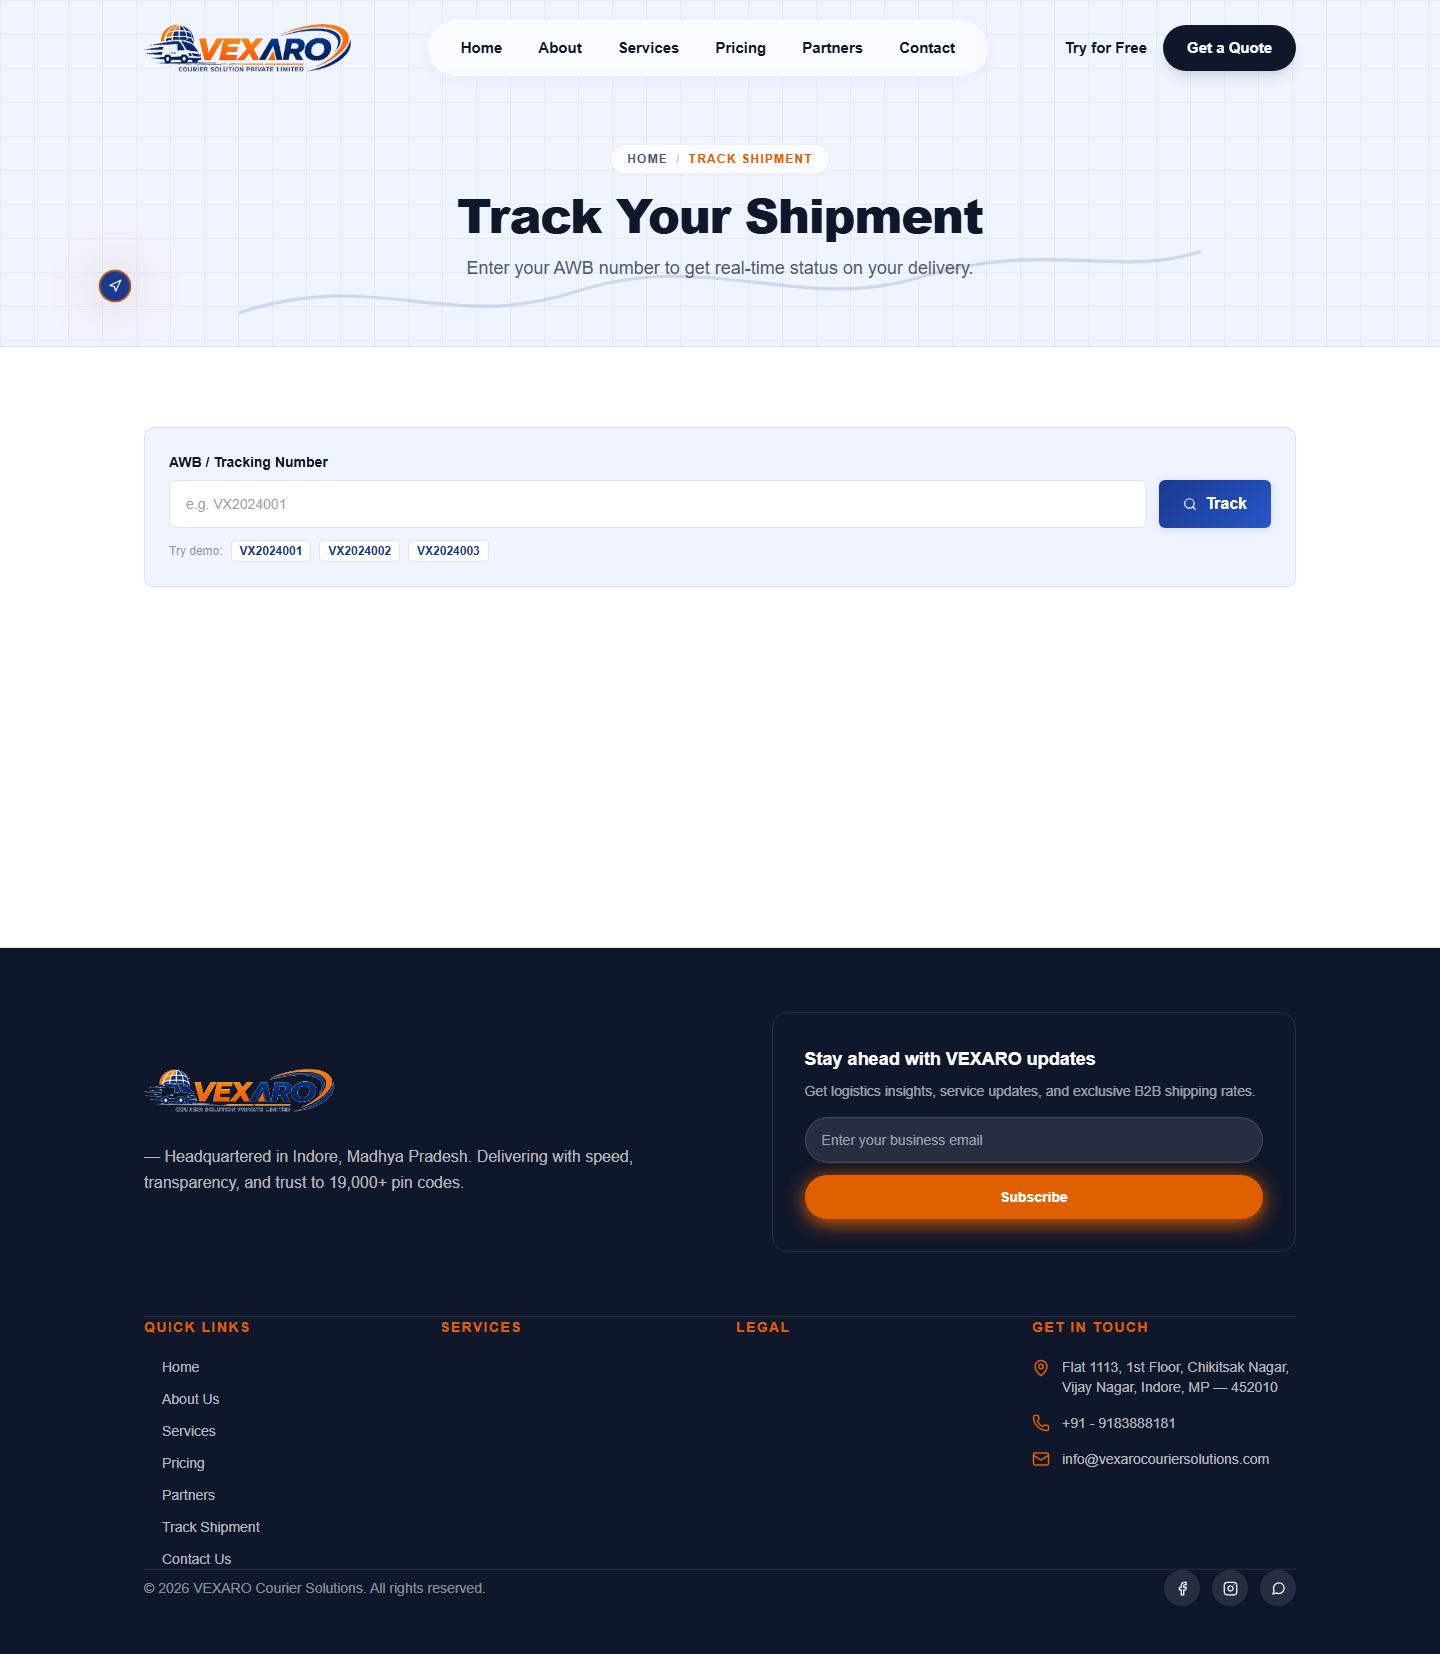 VEXARO
COURIER SOLUTION PRIVATE LIMITED
Home
About
Services
Pricing
Partners
Contact
Try for Free
Get a Quote
HOME / TRACK SHIPMENT
Track Your Shipment
Enter your AWB number to get real-time status on your delivery.
AWB / Tracking Number
e.g. VX2024001
Track
Try demo: VX2024001 VX2024002 VX2024003
VEXARO
COURIER SOLUTION PRIVATE LIMITED
— Headquartered in Indore, Madhya Pradesh. Delivering with speed,
transparency, and trust to 19,000+ pin codes.
Stay ahead with VEXARO updates
Get logistics insights, service updates, and exclusive B2B shipping rates.
Enter your business email
Subscribe
QUICK LINKS
Home
About Us
Services
Pricing
Partners
Track Shipment
Contact Us
SERVICES
LEGAL
GET IN TOUCH
Flat 1113, 1st Floor, Chikitsak Nagar,
Vijay Nagar, Indore, MP — 452010
+91 - 9183888181
info@vexarocouriersolutions.com
© 2026 VEXARO Courier Solutions. All rights reserved.